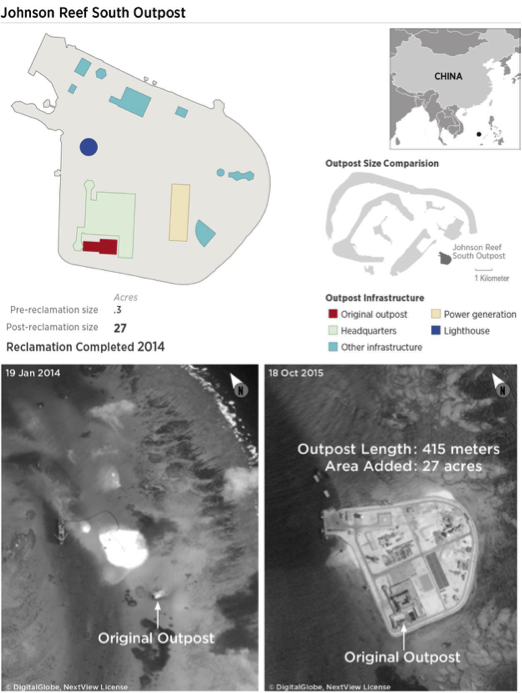 Johnson Reef South Outpost
CHINA
Outpost Size Comparision
Johnson Reef
South Outpost
1 Kilometer
Acres
Pre-reclamation size .3
Post-reclamation size 27
Reclamation Completed 2014
Outpost Infrastructure
Original outpost
Power generation
Headquarters
Lighthouse
Other infrastructure
19 Jan 2014
N
Original Outpost
© DigitalGlobe, NextView License
18 Oct 2015
N
Outpost Length: 415 meters
Area Added: 27 acres
Original Outpost
© DigitalGlobe, NextView License